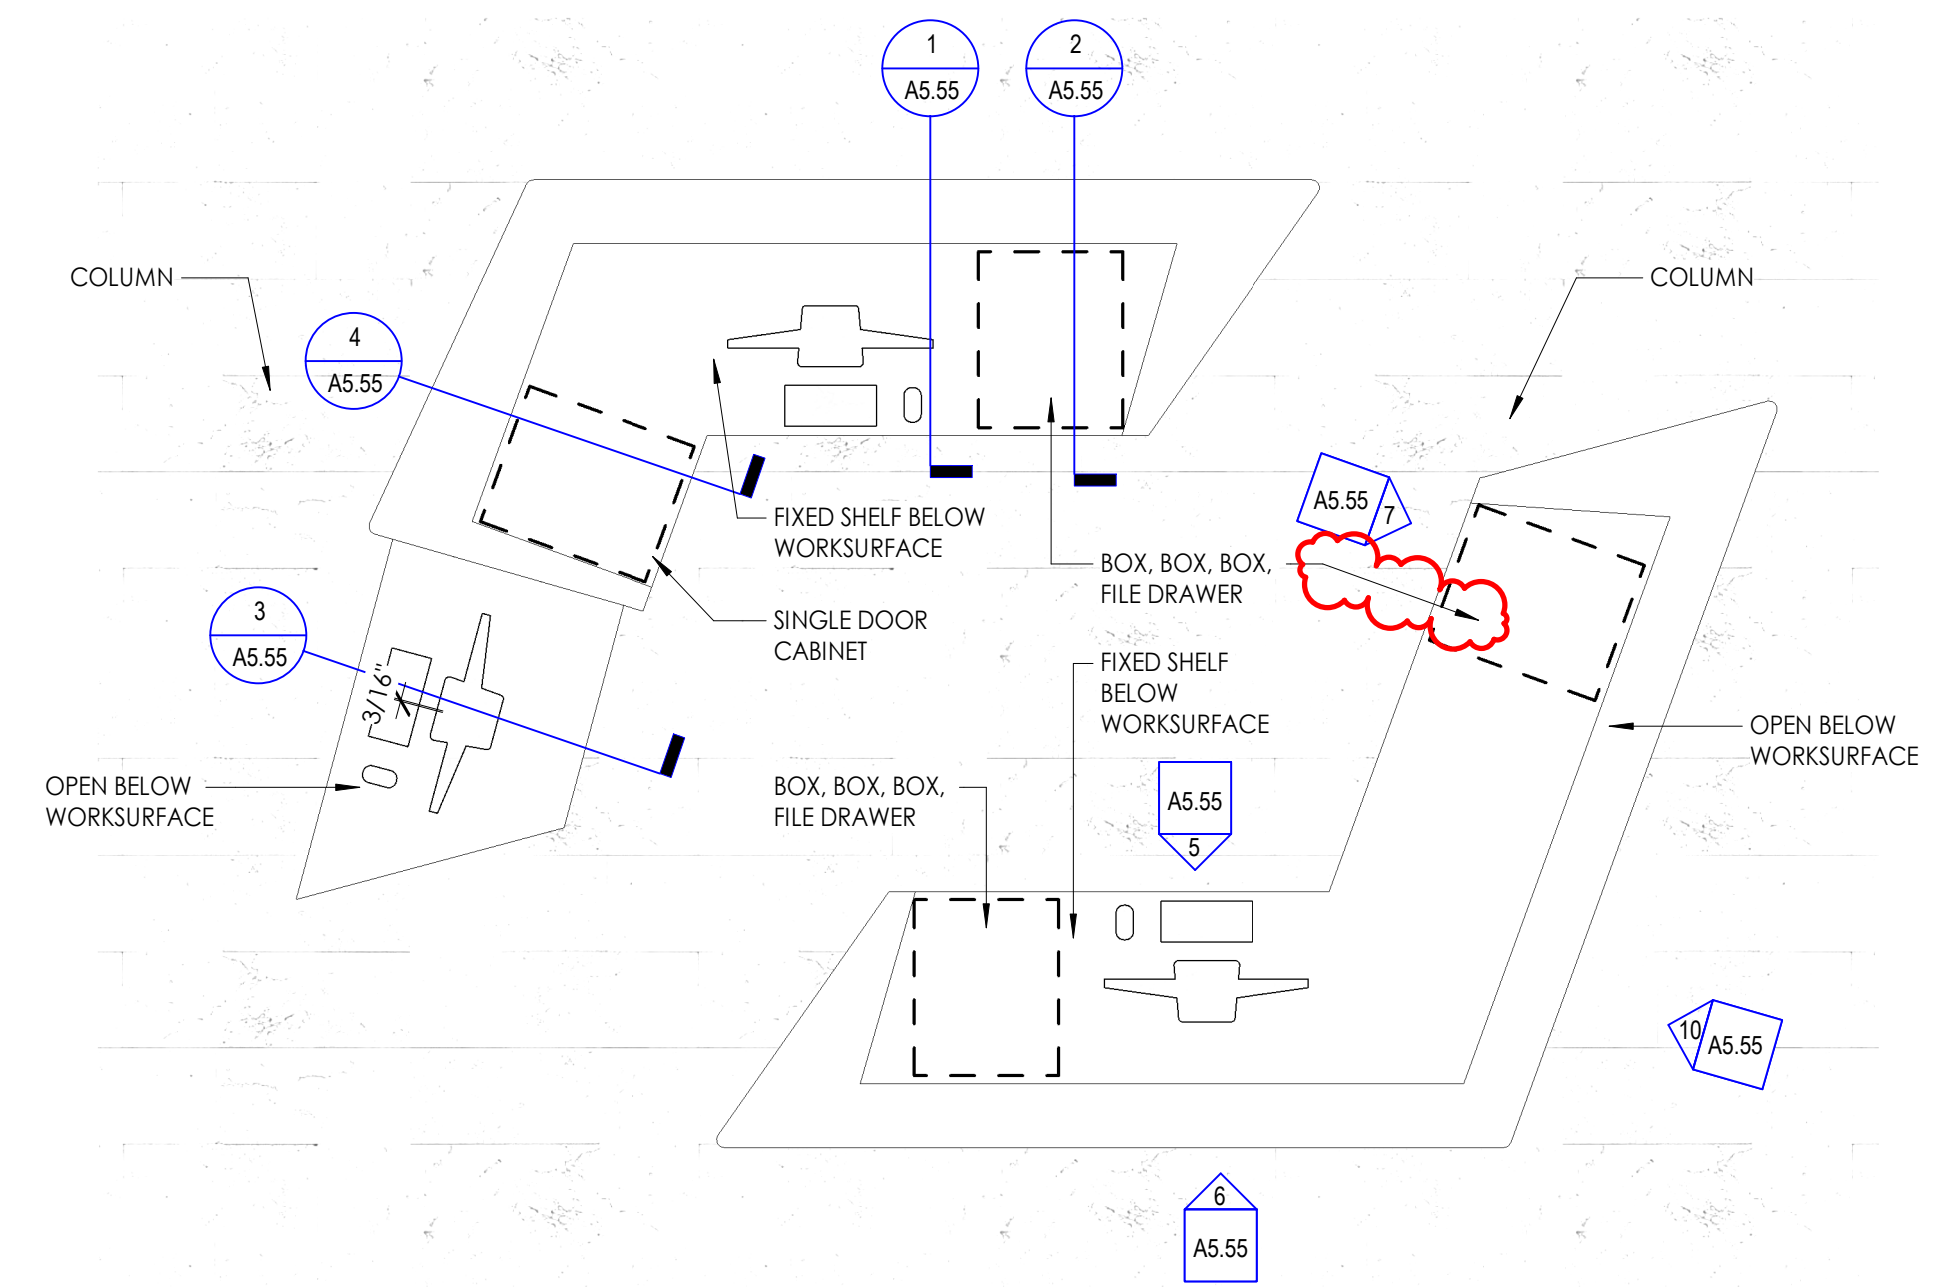 1
A5.55
2
A5.55
COLUMN
COLUMN
4
A5.55
A5.55
7
FIXED SHELF BELOW
WORKSURFACE
BOX, BOX, BOX,
FILE DRAWER
3
A5.55
SINGLE DOOR
CABINET
3/16"
FIXED SHELF
BELOW
WORKSURFACE
OPEN BELOW
WORKSURFACE
OPEN BELOW
WORKSURFACE
BOX, BOX, BOX,
FILE DRAWER
A5.55
5
10
A5.55
6
A5.55